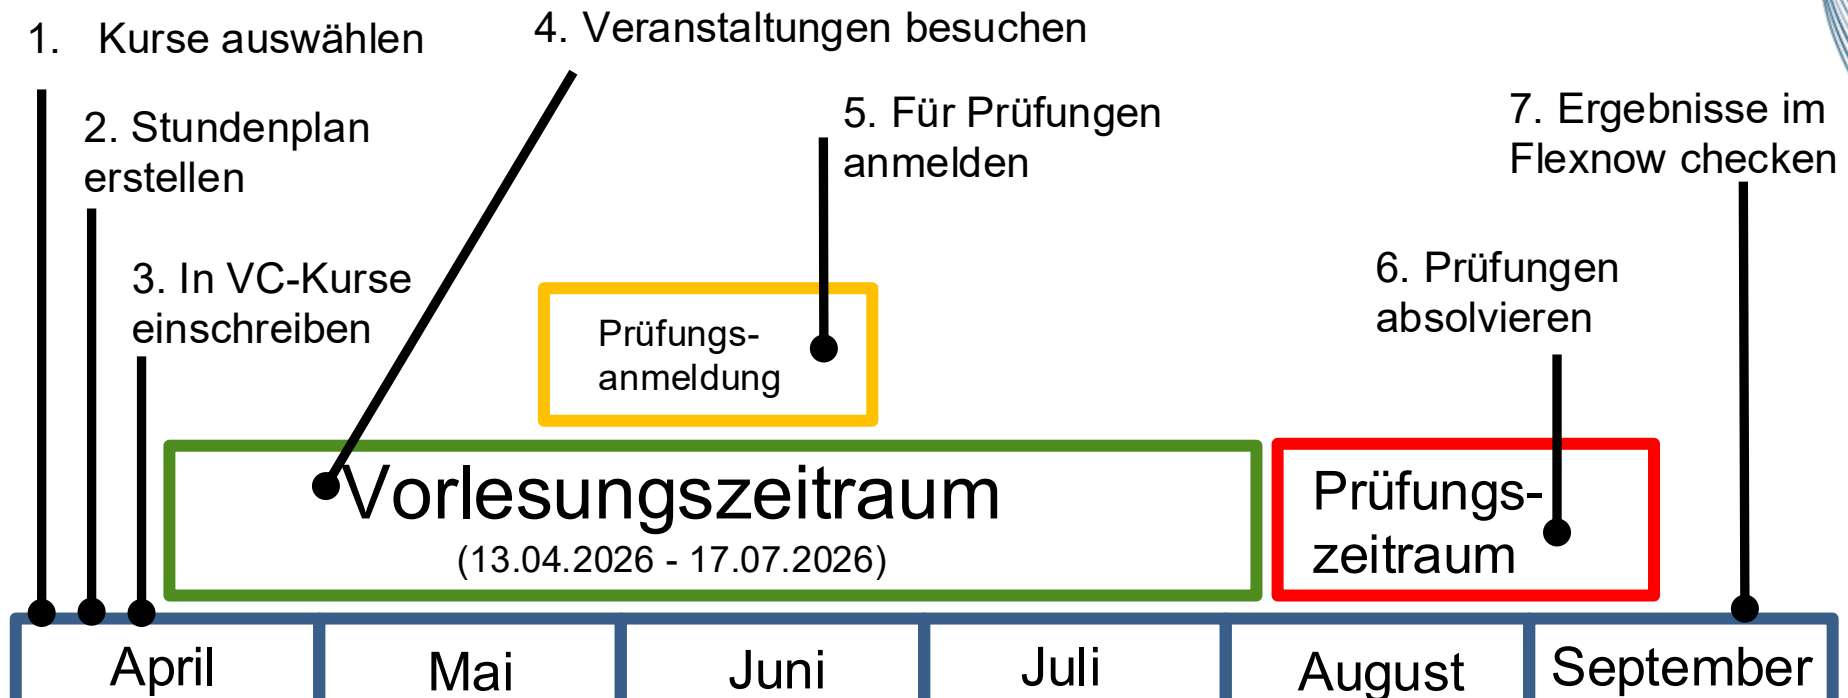 1. Kurse auswählen
4. Veranstaltungen besuchen
2. Stundenplan
erstellen
5. Für Prüfungen
anmelden
7. Ergebnisse im
Flexnow checken
3. In VC-Kurse
einschreiben
6. Prüfungen
absolvieren
Prüfungs-
anmeldung
Vorlesungszeitraum
(13.04.2026 - 17.07.2026)
Prüfungs-
zeitraum
April
Mai
Juni
Juli
August
September